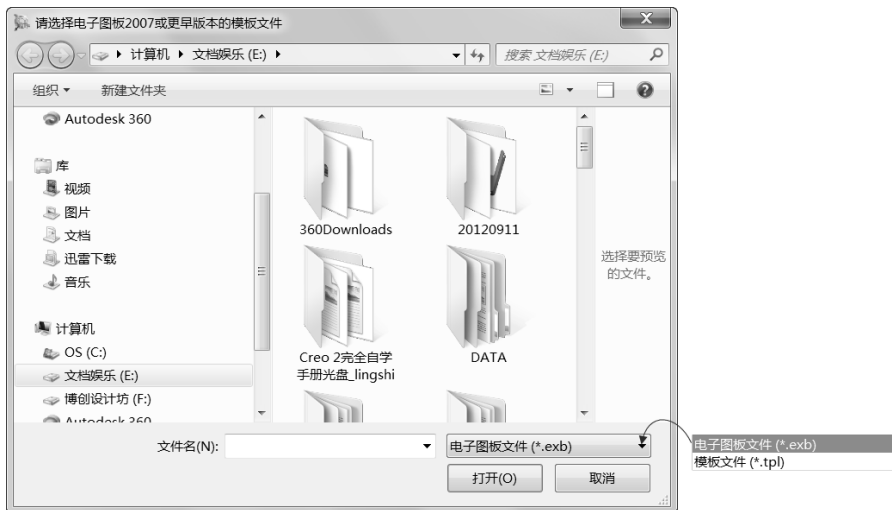 请选择电子图板2007或更早版本的模板文件
计算机 文档娱乐 (E:)
搜索 文档娱乐 (E:)
组织
新建文件夹
Autodesk 360
库
视频
图片
文档
迅雷下载
音乐
计算机
OS (C:)
文档娱乐 (E:)
博创设计坊 (F:)
Autodesk 360
360Downloads
20120911
Creo 2完全自学
手册光盘_lingshi
DATA
选择要预览
的文件。
文件名(N):
电子图板文件 (*.exb)
打开(O)
取消
电子图板文件 (*.exb)
模板文件 (*.tpl)